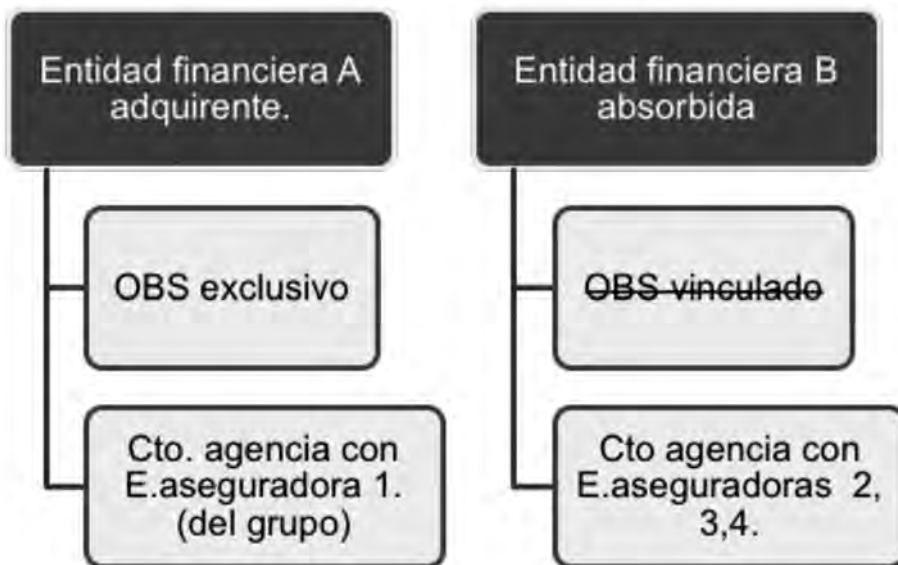 Entidad financiera A
adquirente.
Entidad financiera B
absorbida
OBS exclusivo
OBS vinculado
Cto. agencia con
E.aseguradora 1.
(del grupo)
Cto agencia con
E.aseguradoras 2,
3,4.